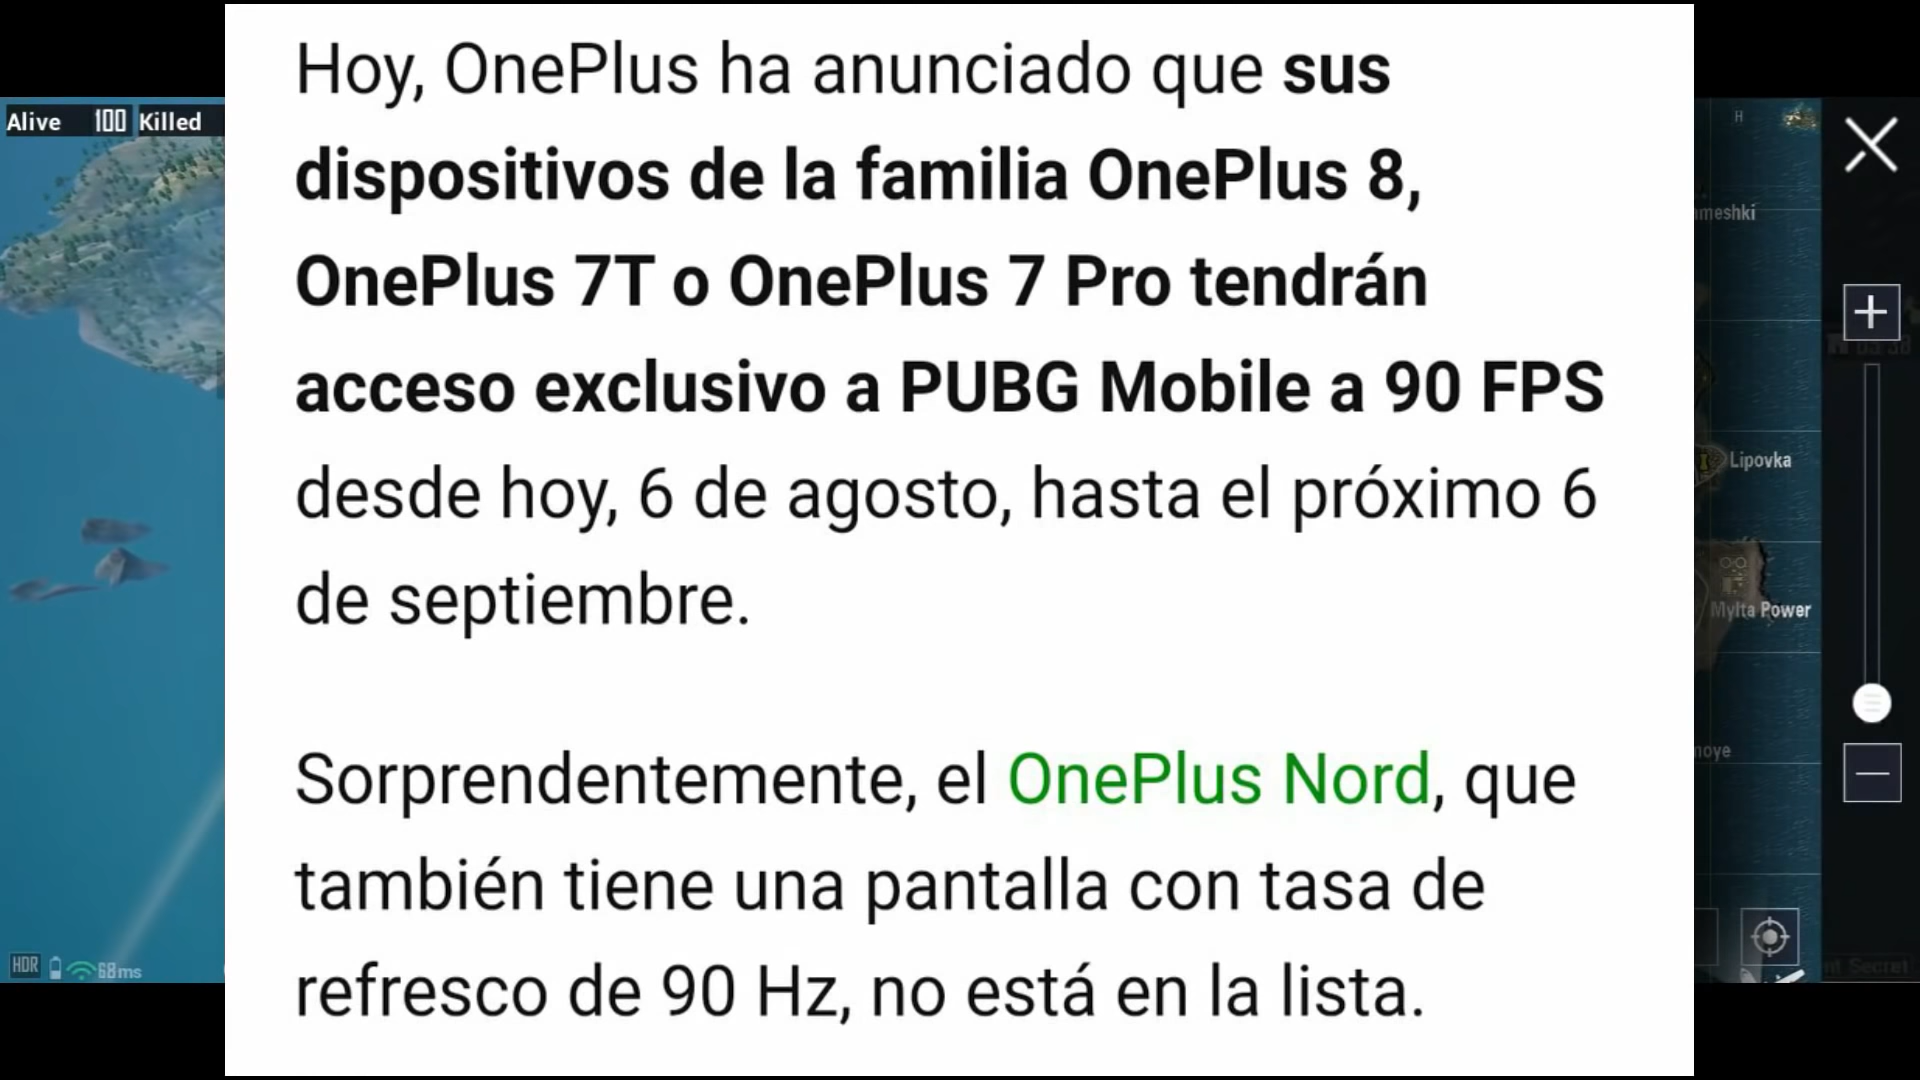 Hoy, OnePlus ha anunciado que sus
dispositivos de la familia OnePlus 8,
OnePlus 7T o OnePlus 7 Pro tendrán
acceso exclusivo a PUBG Mobile a 90 FPS
desde hoy, 6 de agosto, hasta el próximo 6
de septiembre.
Sorprendentemente, el OnePlus Nord, que
también tiene una pantalla con tasa de
refresco de 90 Hz, no está en la lista.
Alive 100 Killed
HDR 68ms
H
meshki
Lipovka
Mylta Power
noye